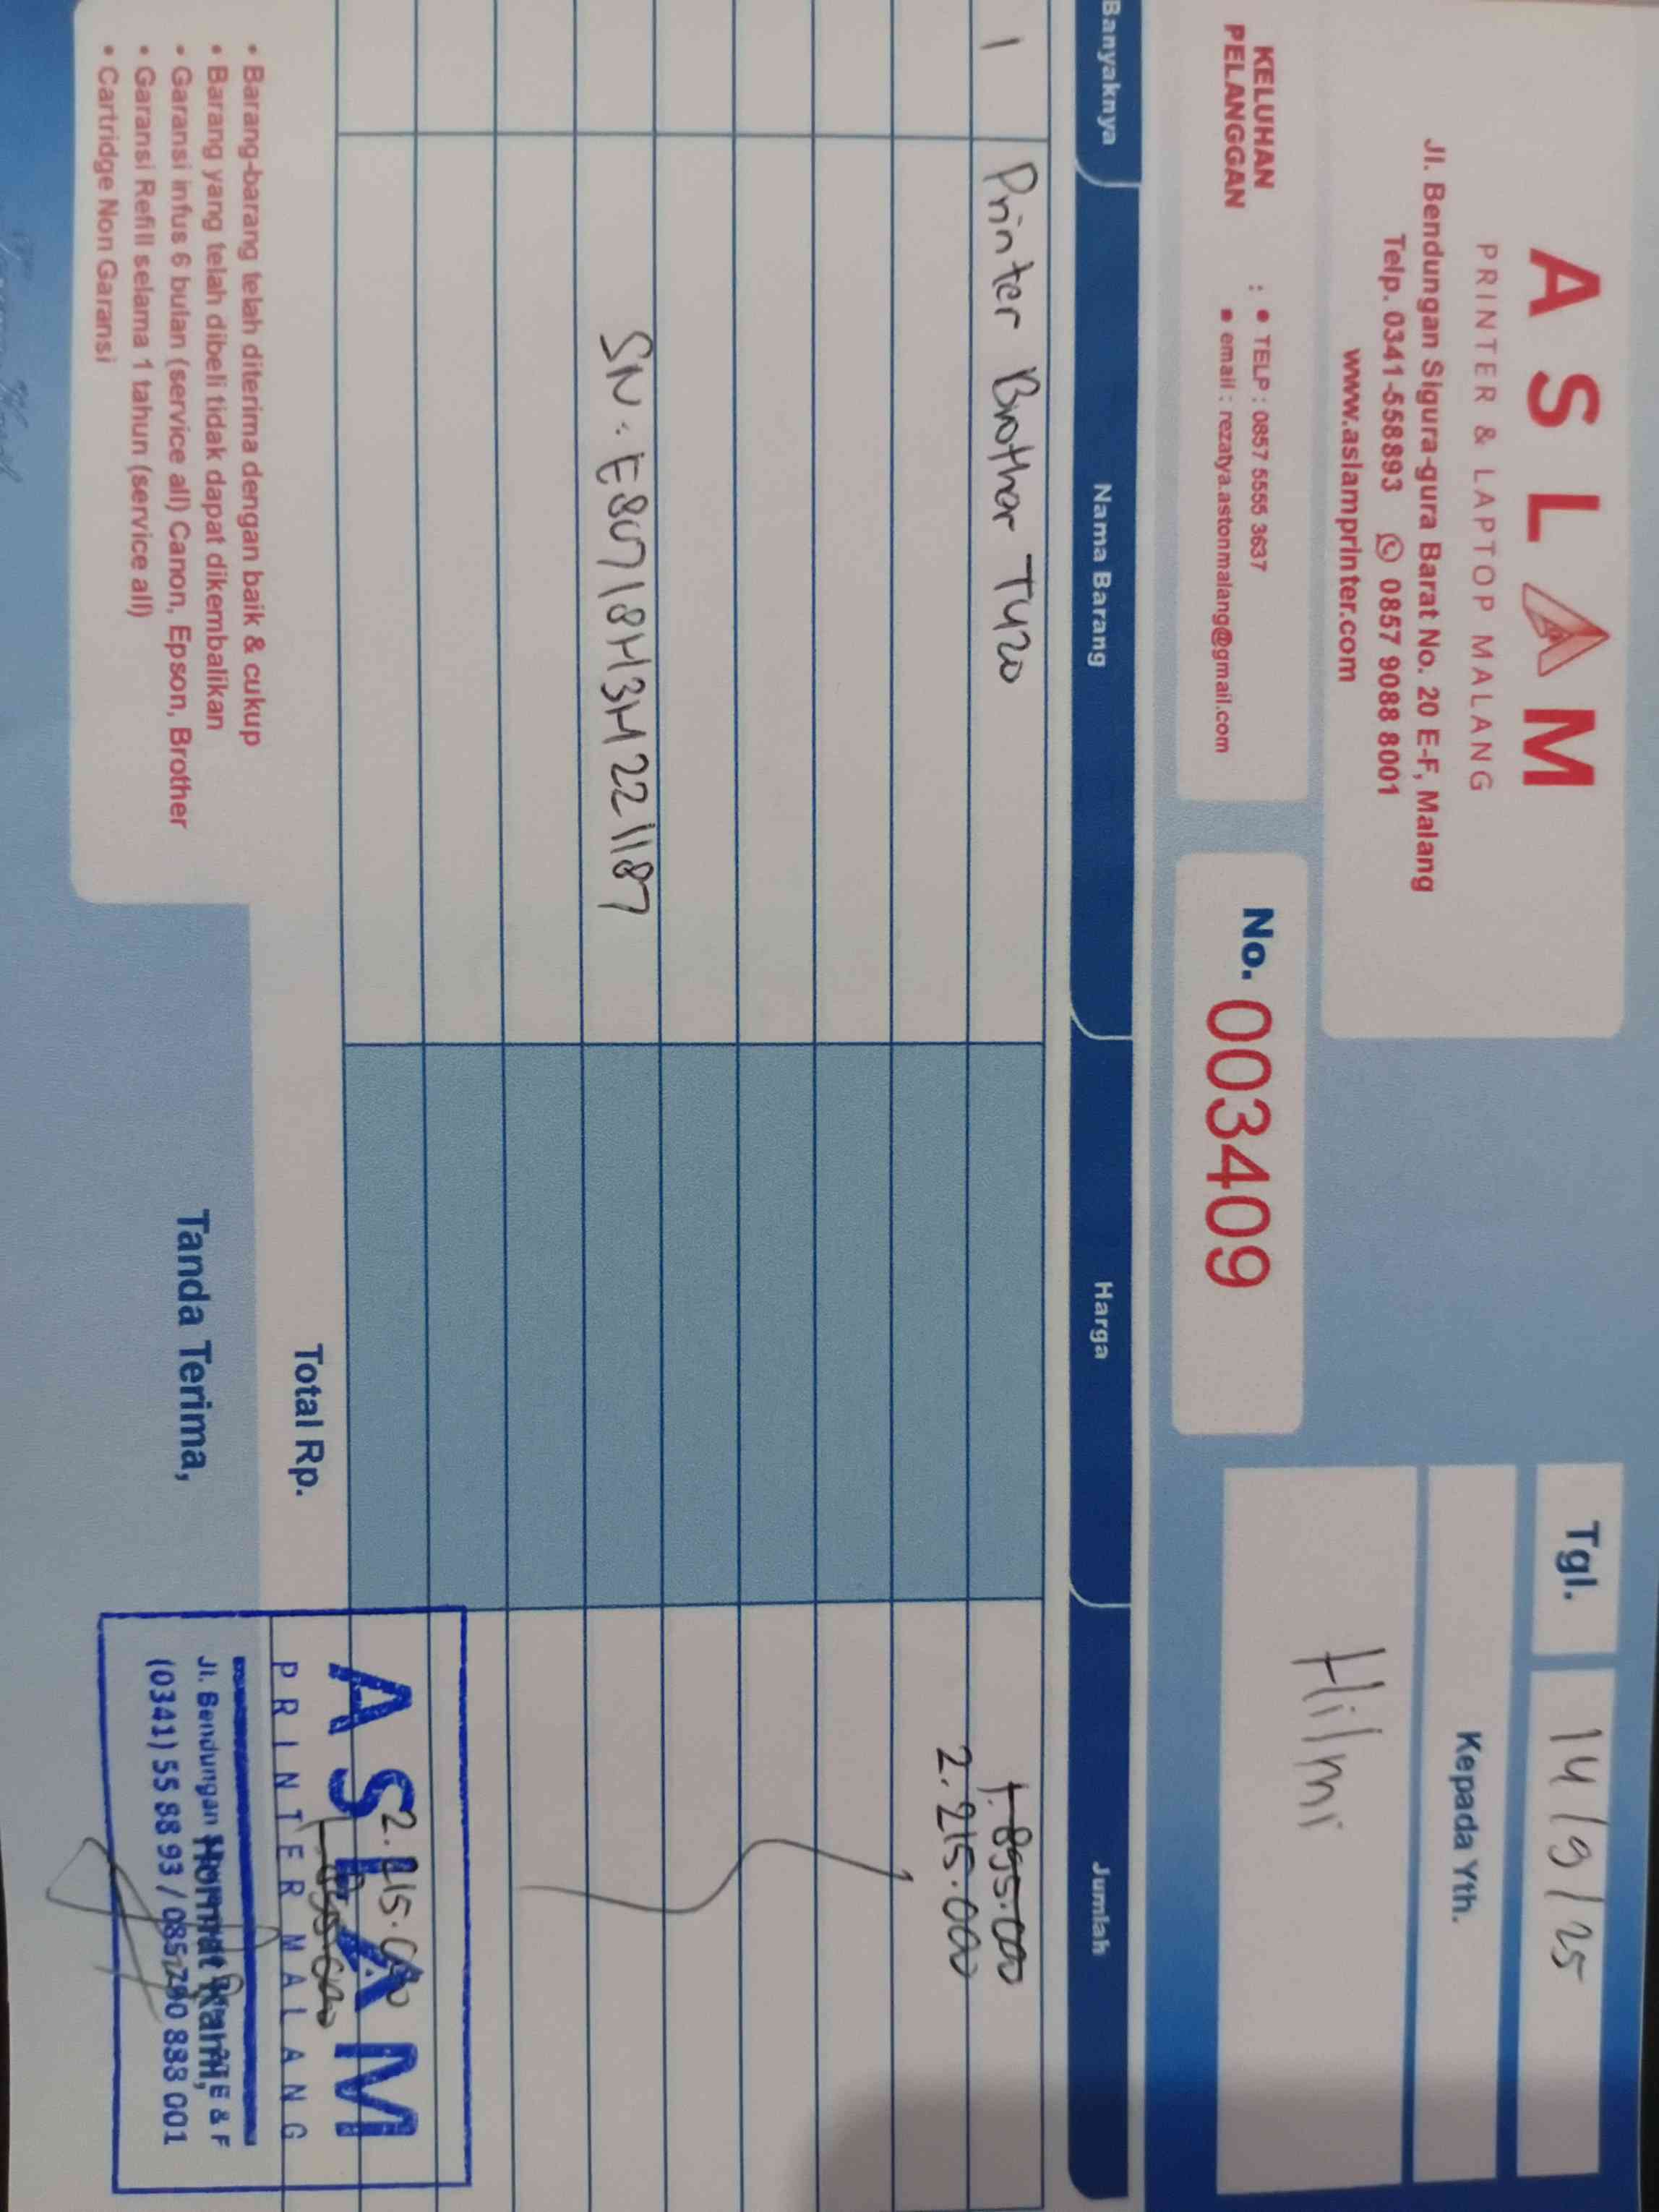 ASLAM
PRINTER & LAPTOP MALANG
Jl. Bendungan Sigura-gura Barat No. 20 E-F, Malang
Telp. 0341-558893 0857 9088 8001
www.aslamprinter.com
Tgl. 14/9/25
Kepada Yth.
Hilmi
KELUHAN PELANGGAN : • TELP : 0857 5555 3637
• email : rezatya.astonmalang@gmail.com
No. 003409
Banyaknya Nama Barang Harga Jumlah
1 Printer Brother T420 1.895.000
2.215.000
SN: E80718H3H221187
Total Rp.
2.215.000
ASLAM
PRINTER MALANG
Jl. Bendungan E & F
(0341) 55 88 93 / 085790 888 001
• Barang-barang telah diterima dengan baik & cukup
• Barang yang telah dibeli tidak dapat dikembalikan
• Garansi infus 6 bulan (service all) Canon, Epson, Brother
• Garansi Refill selama 1 tahun (service all)
• Cartridge Non Garansi
Tanda Terima,
Hormat Kami,